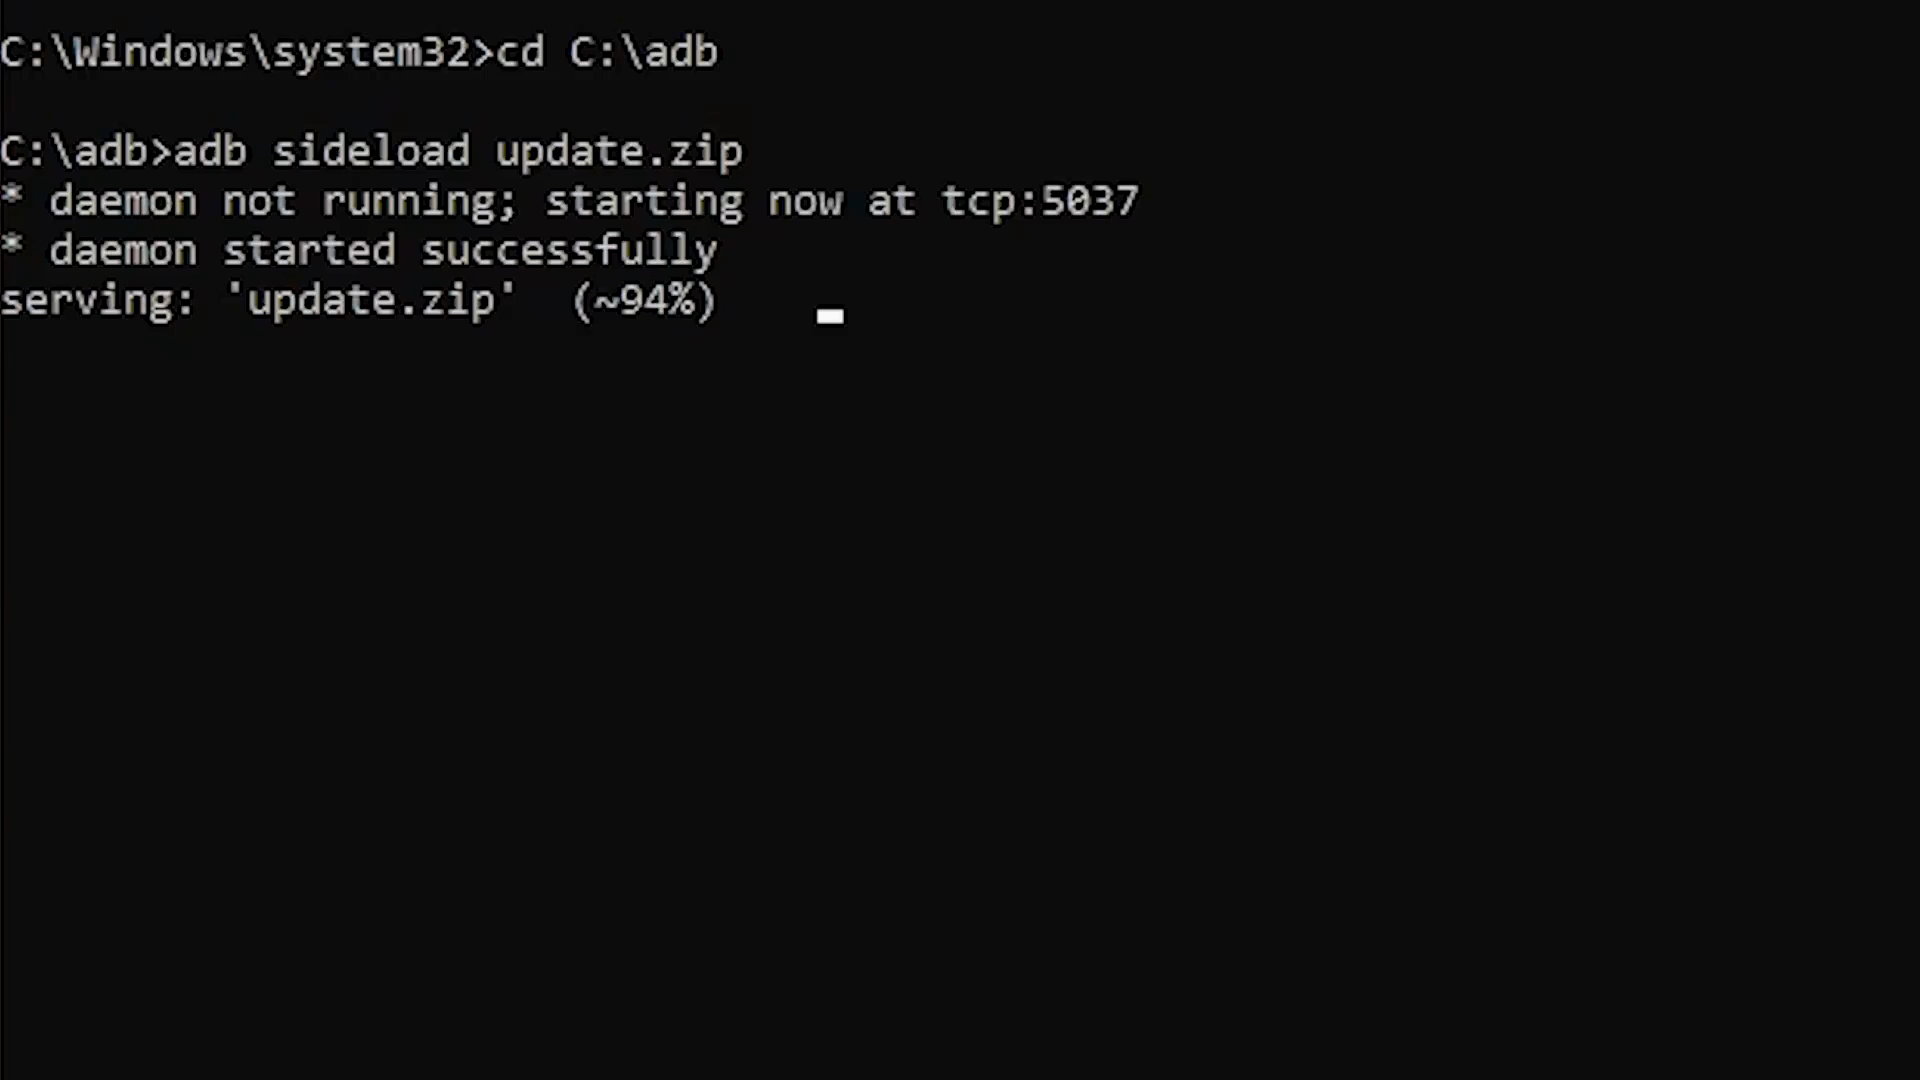 C:\Windows\system32>cd C:\adb
C:\adb>adb sideload update.zip
* daemon not running; starting now at tcp:5037
* daemon started successfully
serving: 'update.zip'  (~94%)